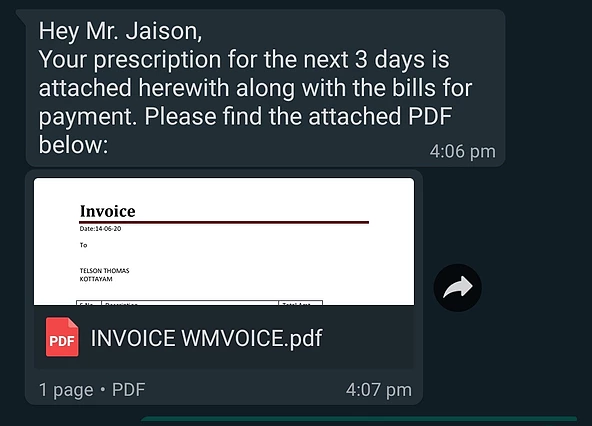 Hey Mr. Jaison,
Your prescription for the next 3 days is
attached herewith along with the bills for
payment. Please find the attached PDF
below:
4:06 pm
Invoice
Date:14-06-20
To
TELSON THOMAS
KOTTAYAM
PDF
INVOICE WMVOICE.pdf
1 page • PDF
4:07 pm